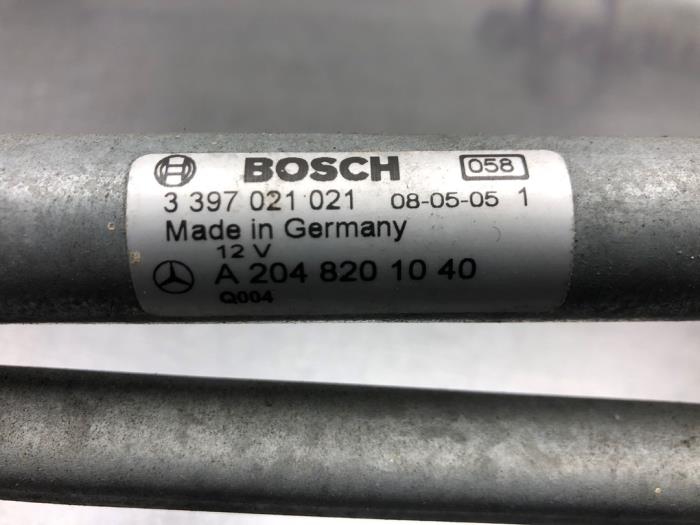 BOSCH 058
3 397 021 021 08-05-05 1
Made in Germany
12 V
A 204 820 10 40
Q004